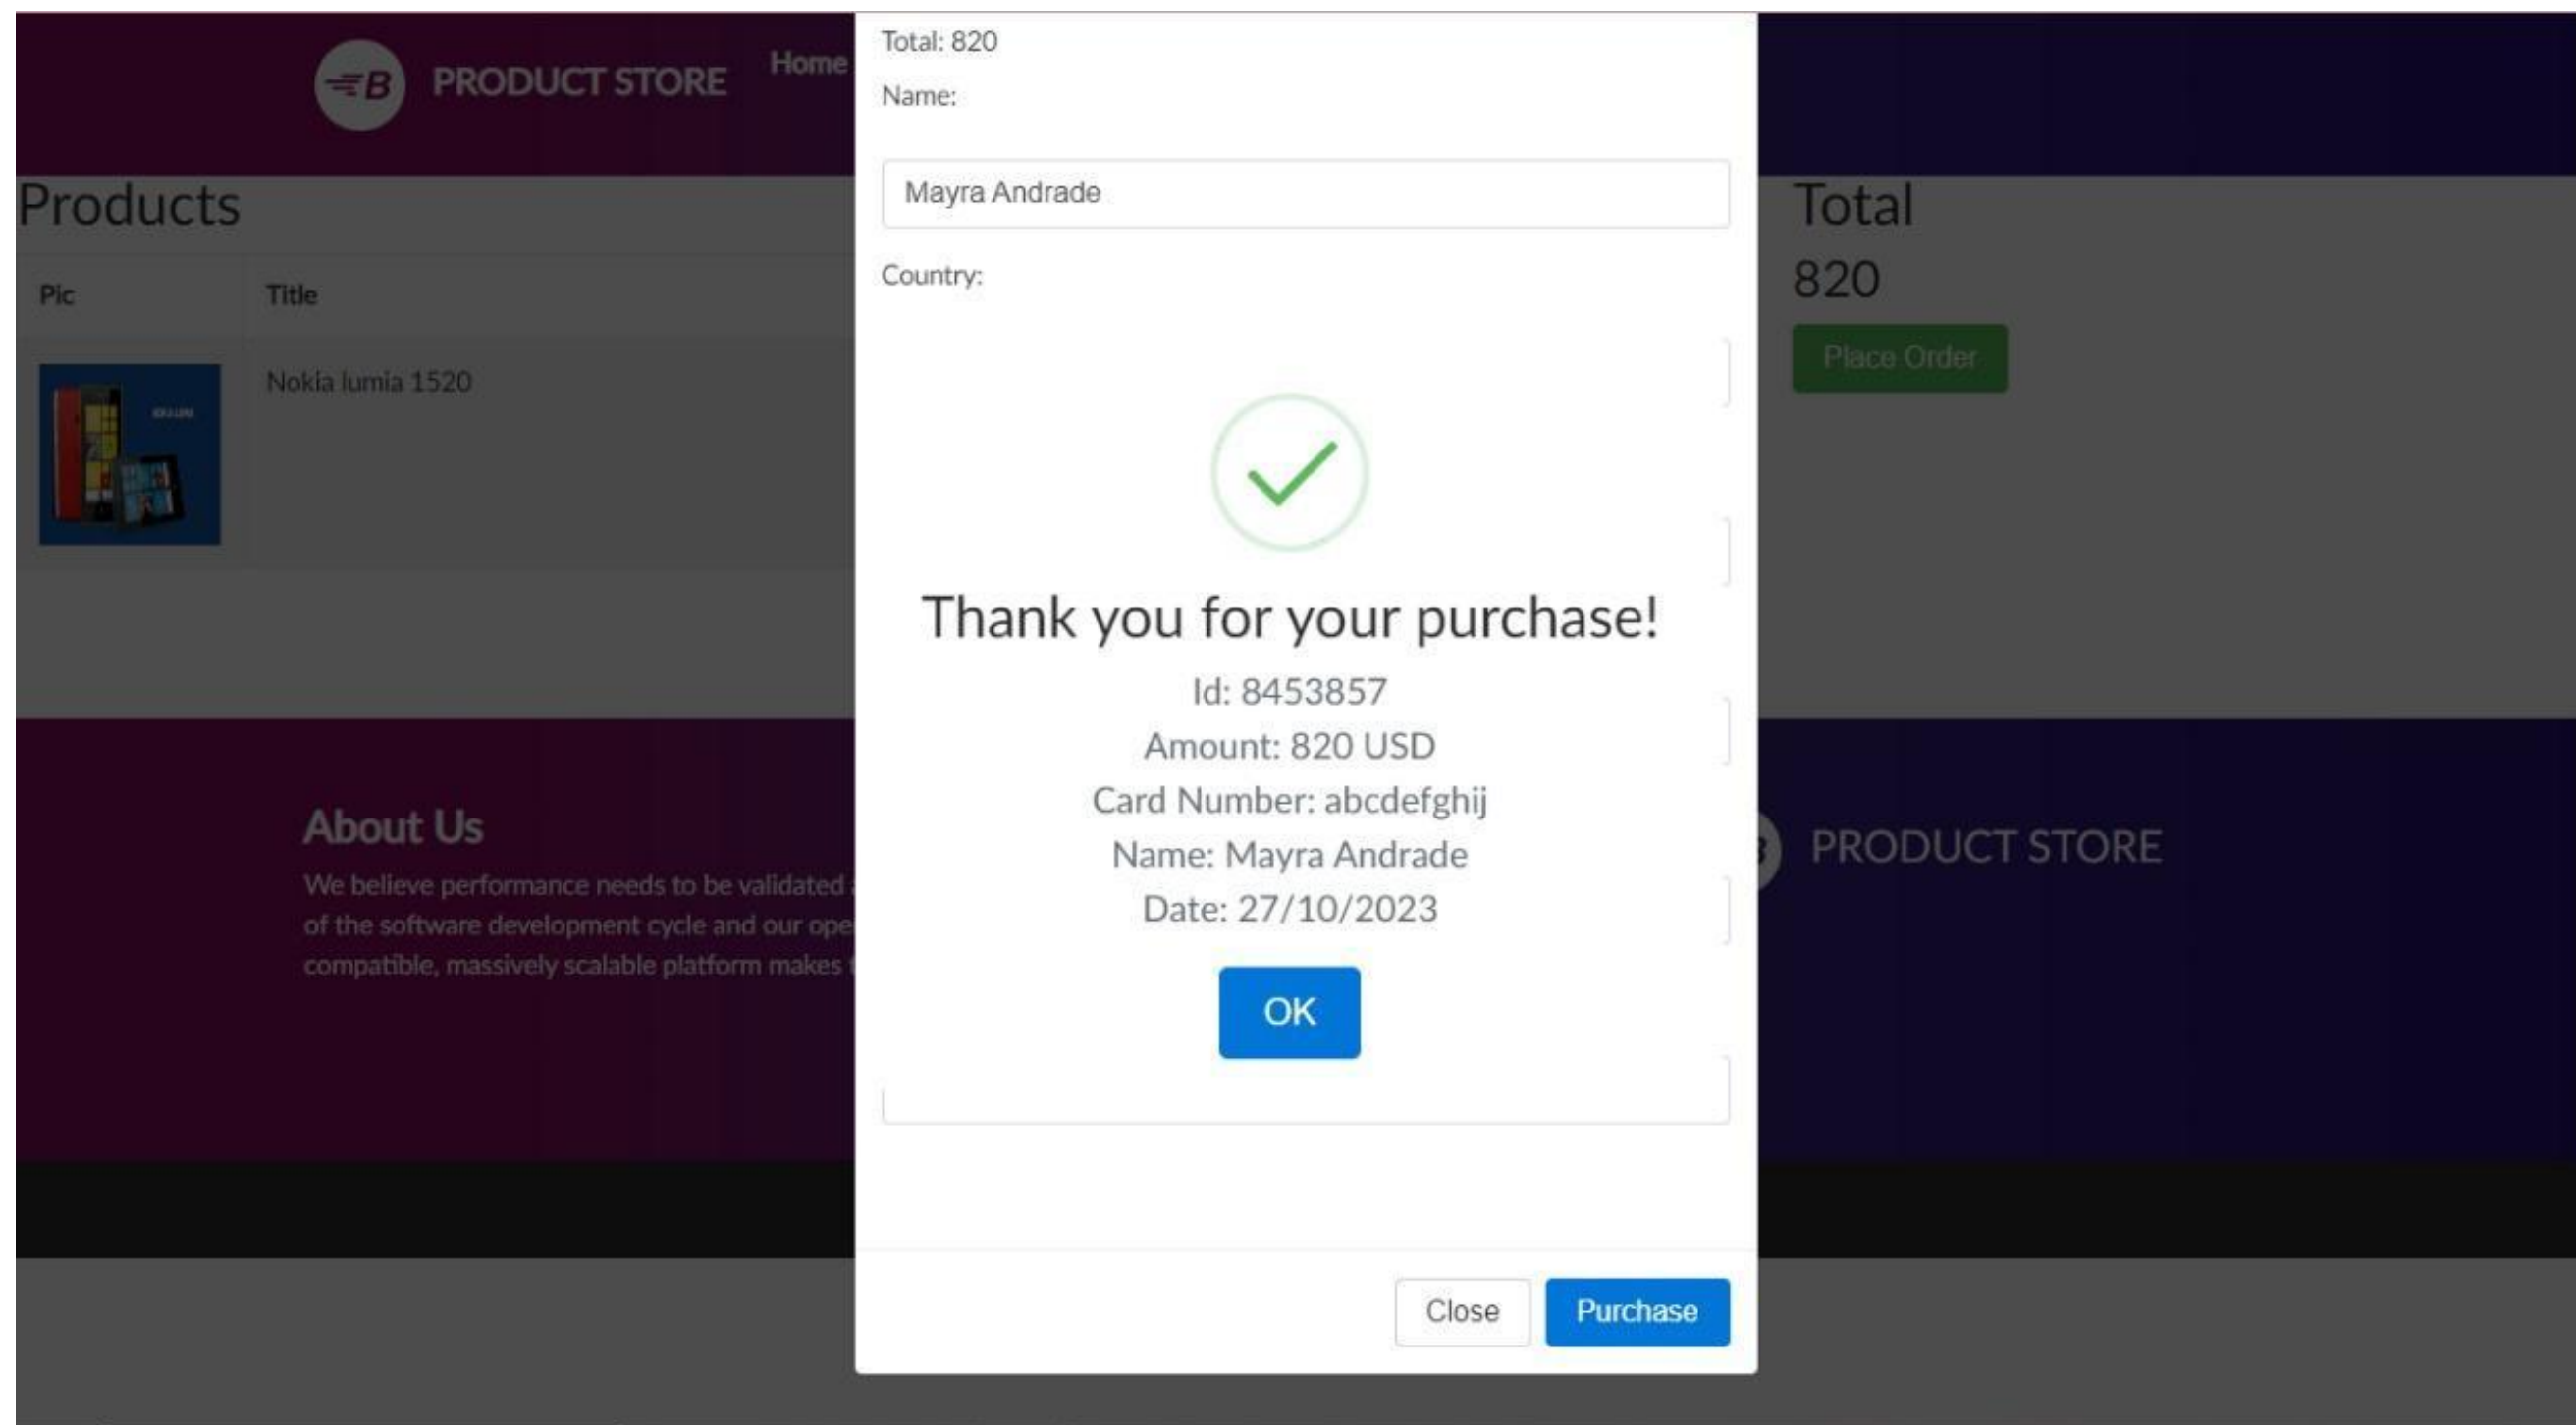 B PRODUCT STORE
Home
Products
Pic Title
Nokia lumia 1520
Total: 820
Name:
Mayra Andrade
Country:
Thank you for your purchase!
Id: 8453857
Amount: 820 USD
Card Number: abcdefghij
Name: Mayra Andrade
Date: 27/10/2023
OK
Close Purchase
Total
820
Place Order
About Us
We believe performance needs to be validated
of the software development cycle and our ope
compatible, massively scalable platform makes
PRODUCT STORE